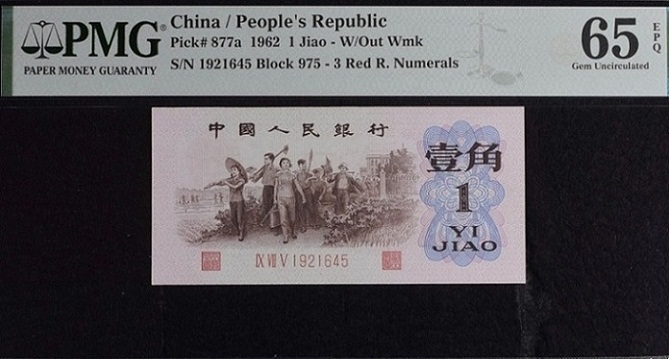 PMG
PAPER MONEY GUARANTY
China / People's Republic
Pick# 877a 1962 1 Jiao - W/Out Wmk
S/N 1921645 Block 975 - 3 Red R. Numerals
65
EPQ
Gem Uncirculated
中國人民銀行
壹角
1
YI
JIAO
IX VII V 1921645